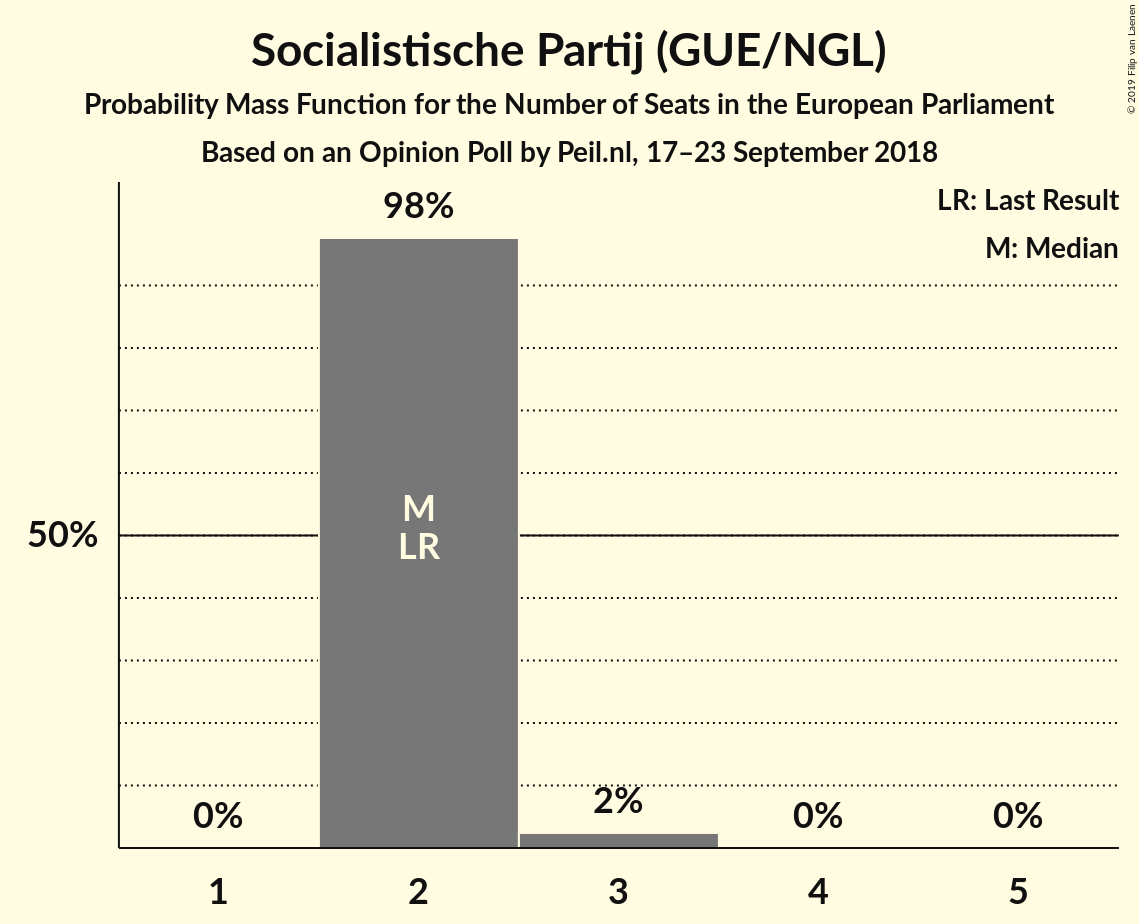 Socialistische Partij (GUE/NGL)
Probability Mass Function for the Number of Seats in the European Parliament
Based on an Opinion Poll by Peil.nl, 17–23 September 2018
© 2019 Filip van Laenen
LR: Last Result
M: Median
98%
M
LR
50%
0%
2%
0%
0%
1
2
3
4
5